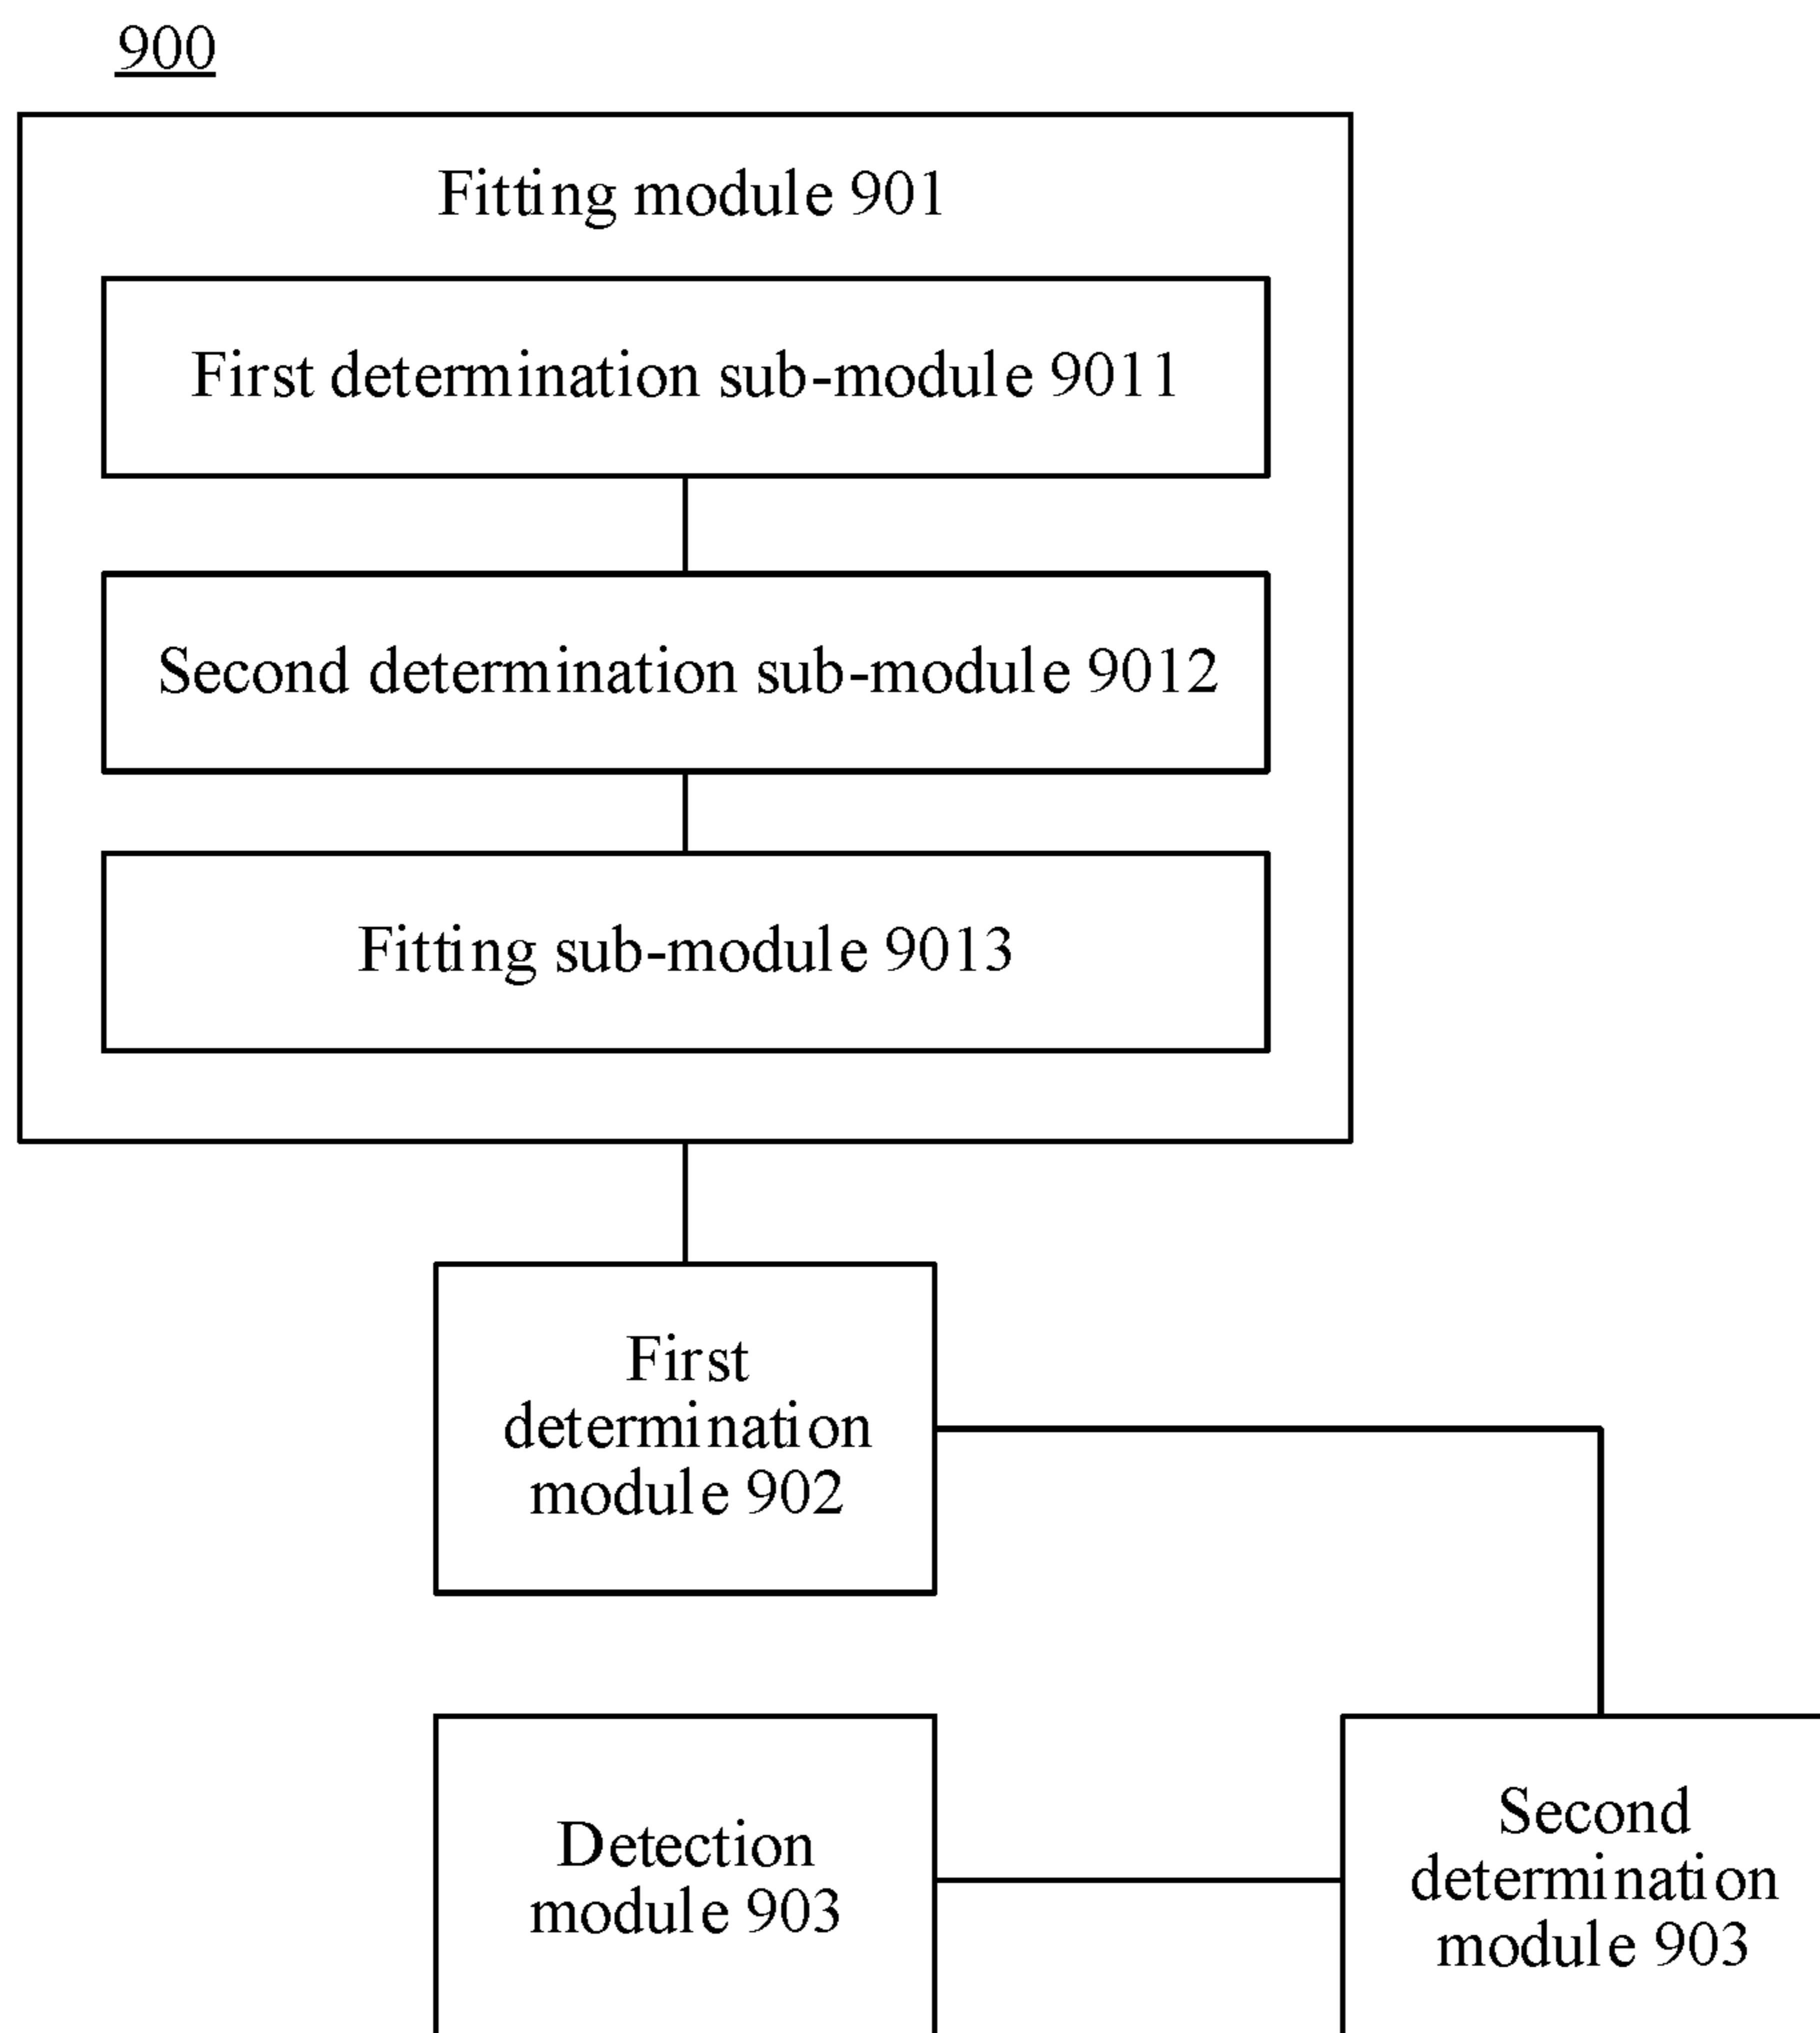 900
Fitting module 901
First determination sub-module 9011
Second determination sub-module 9012
Fitting sub-module 9013
First
determination
module 902
Detection
module 903
Second
determination
module 903